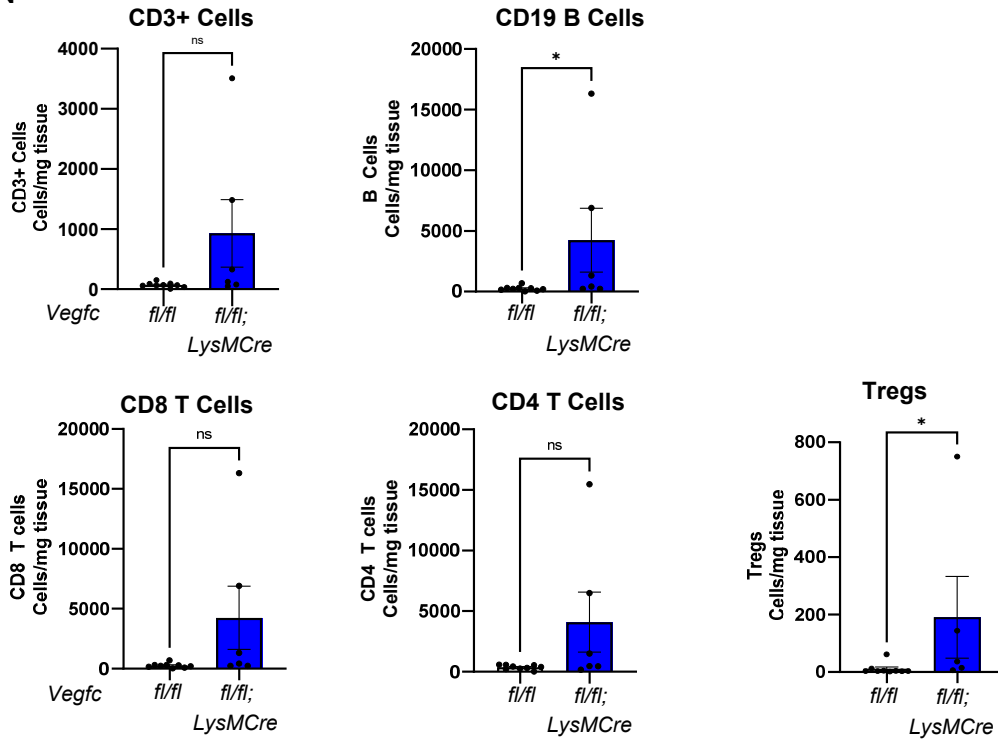 CD3+ Cells
CD3+ Cells
Cells/mg tissue
4000
3000
2000
1000
0
ns
Vegfc
fl/fl
fl/fl;
LysMCre
CD19 B Cells
B Cells
Cells/mg tissue
20000
15000
10000
5000
0
*
fl/fl
fl/fl;
LysMCre
CD8 T Cells
CD8 T cells
Cells/mg tissue
20000
15000
10000
5000
0
ns
Vegfc
fl/fl
fl/fl;
LysMCre
CD4 T Cells
CD4 T cells
Cells/mg tissue
20000
15000
10000
5000
0
ns
fl/fl
fl/fl;
LysMCre
Tregs
Tregs
Cells/mg tissue
800
600
400
200
0
*
fl/fl
fl/fl;
LysMCre